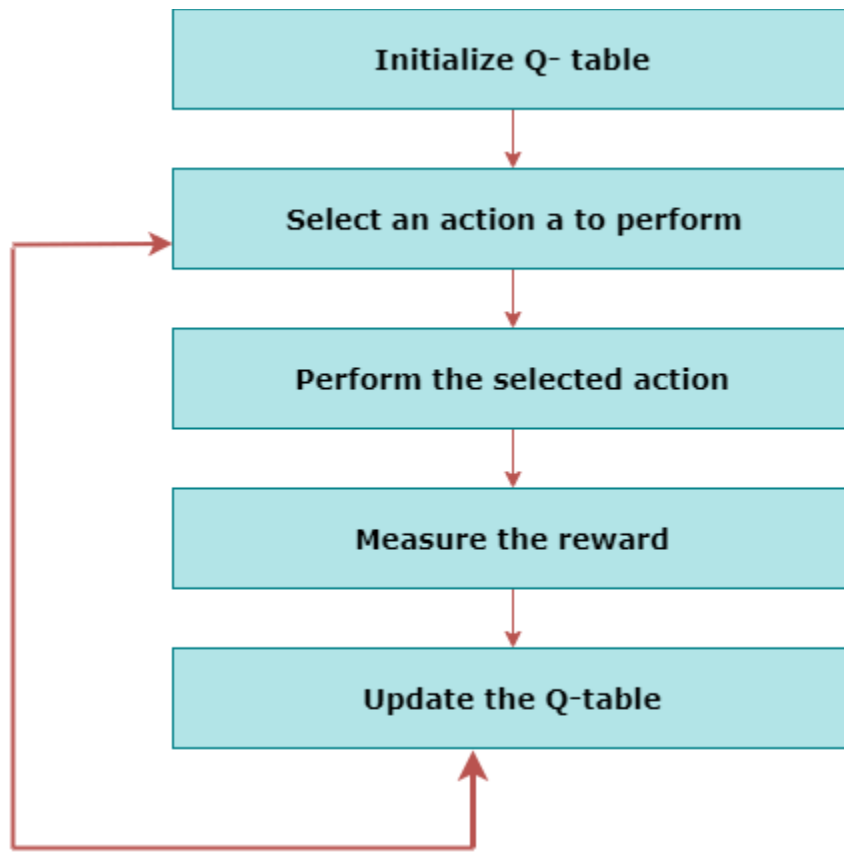 Initialize Q- table
Select an action a to perform
Perform the selected action
Measure the reward
Update the Q-table